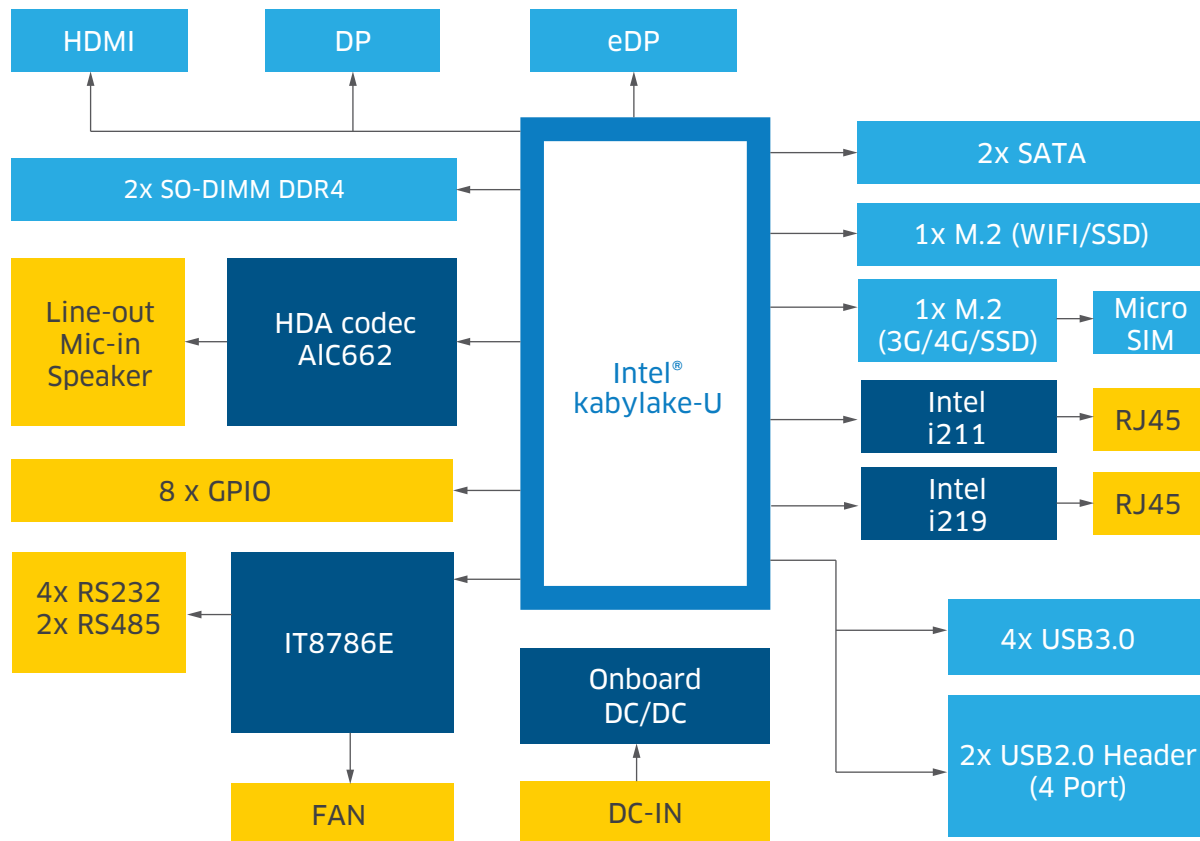 HDMI
DP
eDP
2x SATA
2x SO-DIMM DDR4
1x M.2 (WIFI/SSD)
Line-out
Mic-in
Speaker
HDA codec
AlC662
1x M.2
(3G/4G/SSD)
Micro
SIM
Intel®
kabylake-U
Intel
i211
RJ45
8 x GPIO
Intel
i219
RJ45
4x RS232
2x RS485
IT8786E
4x USB3.0
Onboard
DC/DC
2x USB2.0 Header
(4 Port)
FAN
DC-IN